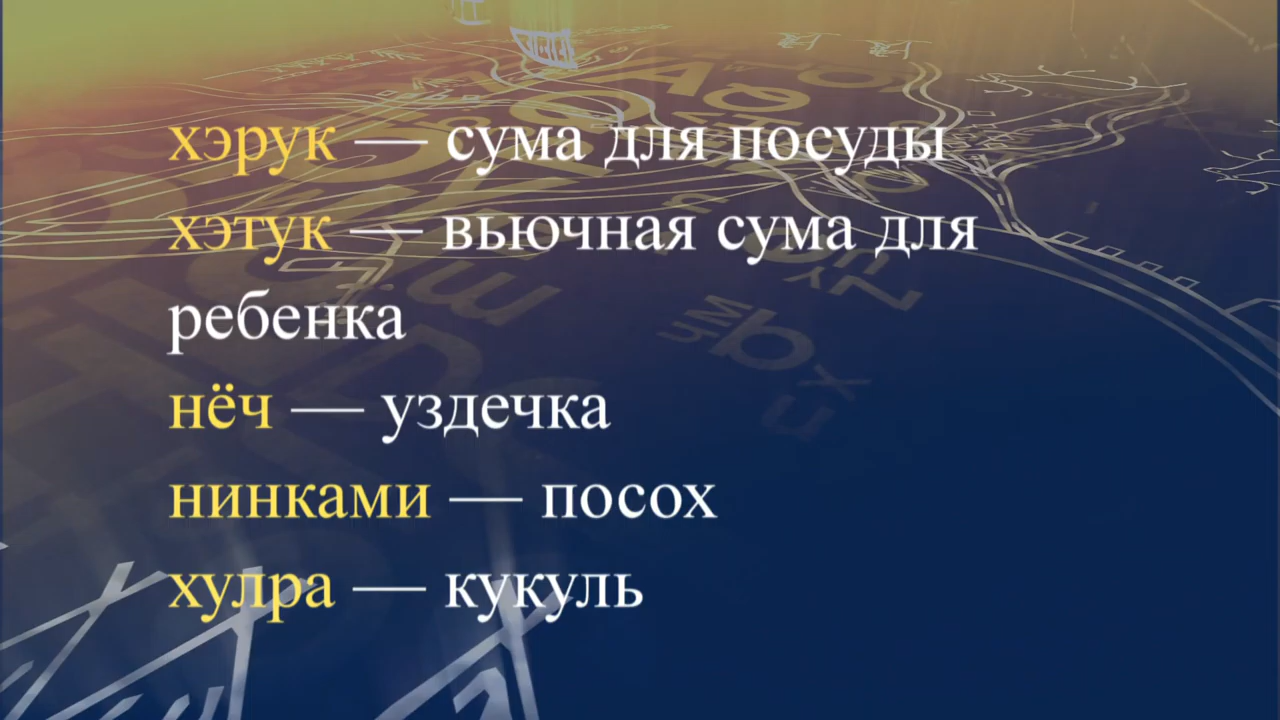 хэрук — сума для посуды
хэтук — вьючная сума для
ребенка
нёч — уздечка
нинками — посох
хулра — кукуль